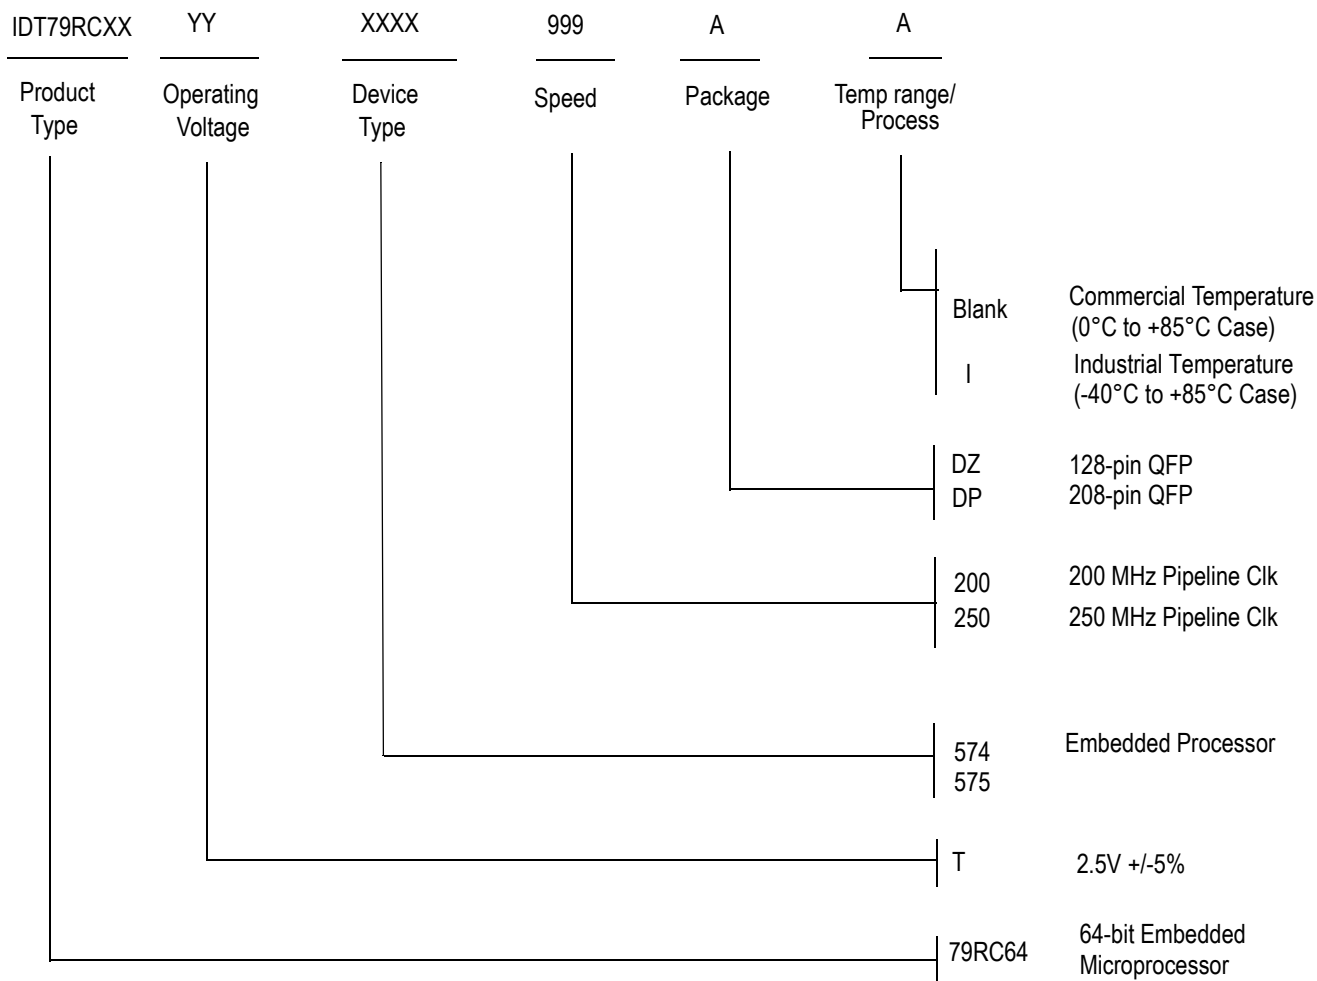 IDT79RCXX YY XXXX 999 A A
Product Type
Operating Voltage
Device Type
Speed
Package
Temp range/
Process
Blank Commercial Temperature
(0°C to +85°C Case)
I Industrial Temperature
(-40°C to +85°C Case)
DZ 128-pin QFP
DP 208-pin QFP
200 200 MHz Pipeline Clk
250 250 MHz Pipeline Clk
574 Embedded Processor
575
T 2.5V +/-5%
79RC64 64-bit Embedded
Microprocessor